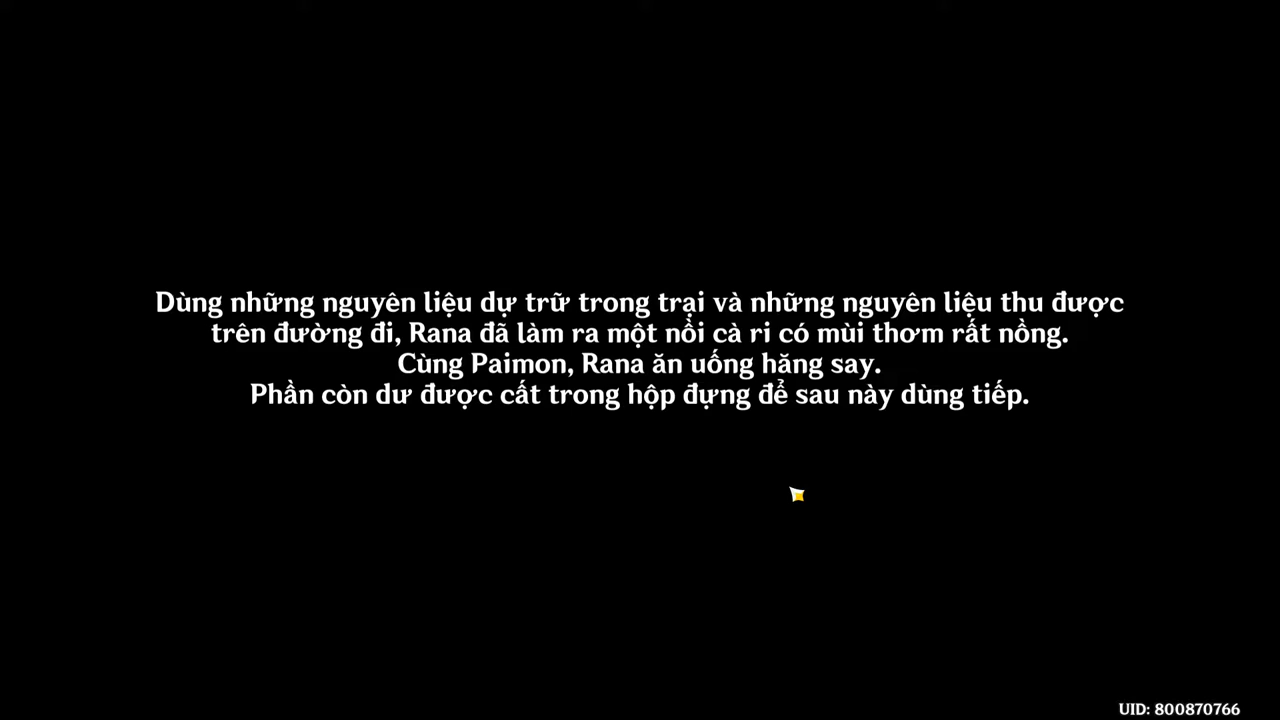 Dùng những nguyên liệu dự trữ trong trại và những nguyên liệu thu được
trên đường đi, Rana đã làm ra một nồi cà ri có mùi thơm rất nồng.
Cùng Paimon, Rana ăn uống hăng say.
Phần còn dư được cất trong hộp đựng để sau này dùng tiếp.
UID: 800870766